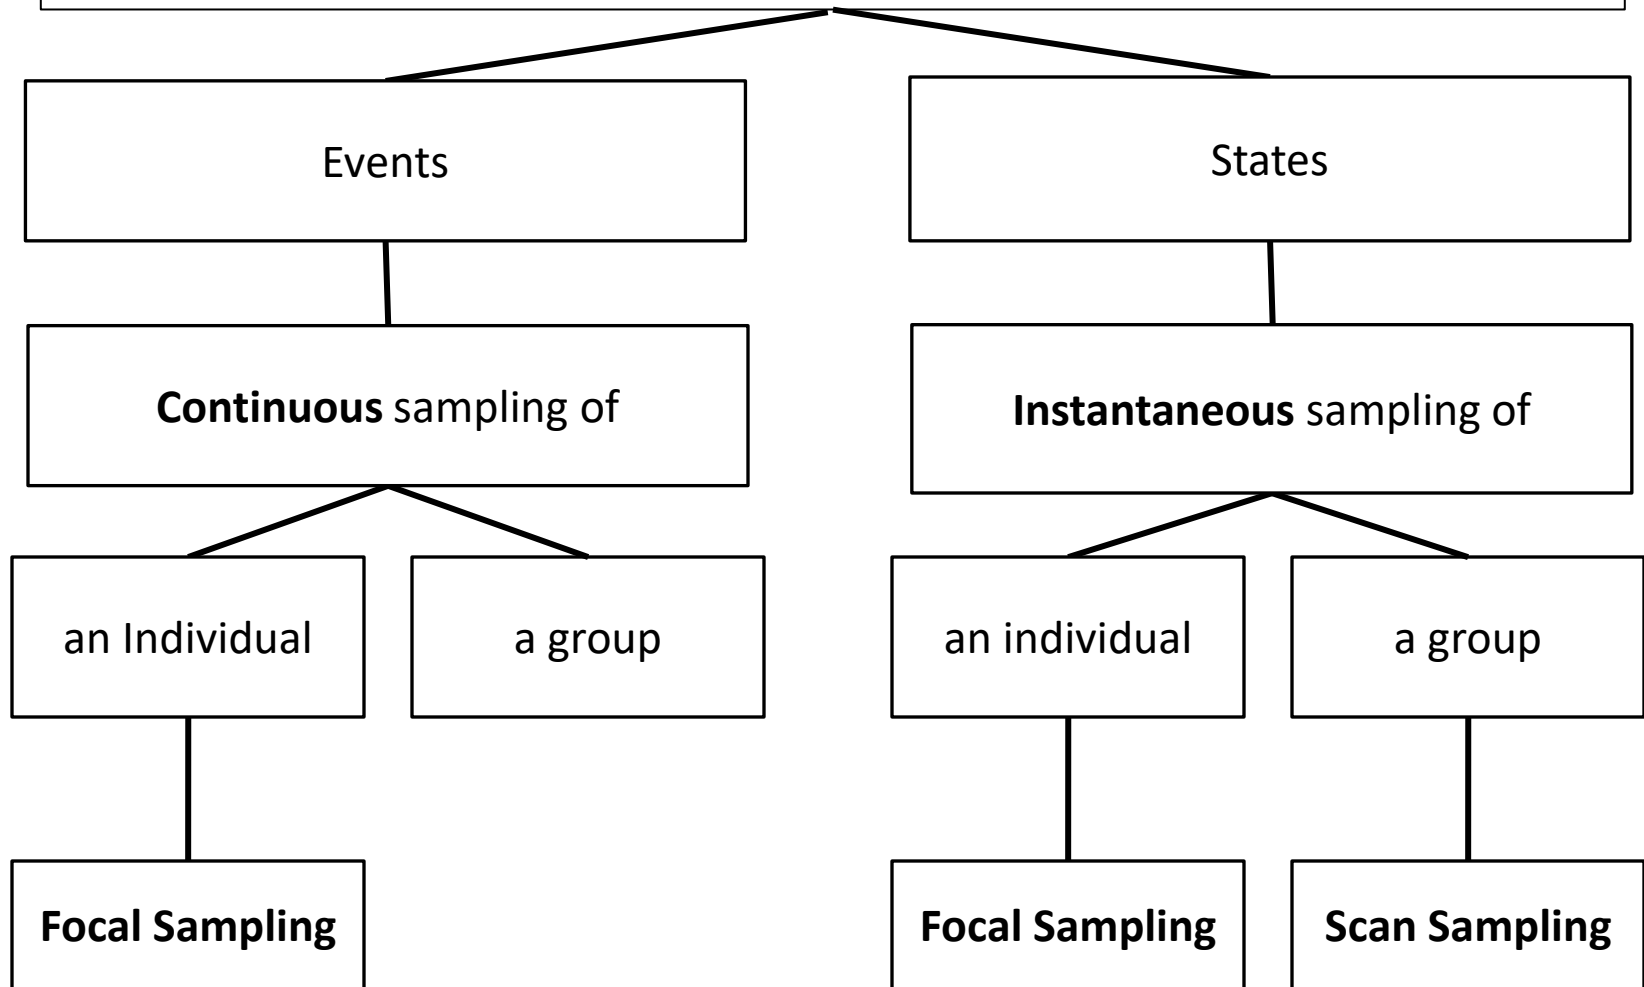 Events
States
Continuous sampling of
Instantaneous sampling of
an Individual
a group
an individual
a group
Focal Sampling
Focal Sampling
Scan Sampling